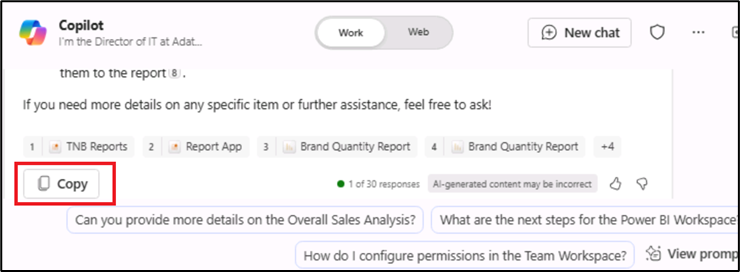 Copilot
I'm the Director of IT at Adat...
Work
Web
New chat
them to the report 8 .
If you need more details on any specific item or further assistance, feel free to ask!
1 TNB Reports
2 Report App
3 Brand Quantity Report
4 Brand Quantity Report
+4
Copy
1 of 30 responses
AI-generated content may be incorrect
Can you provide more details on the Overall Sales Analysis?
What are the next steps for the Power BI Workspace?
How do I configure permissions in the Team Workspace?
View promp